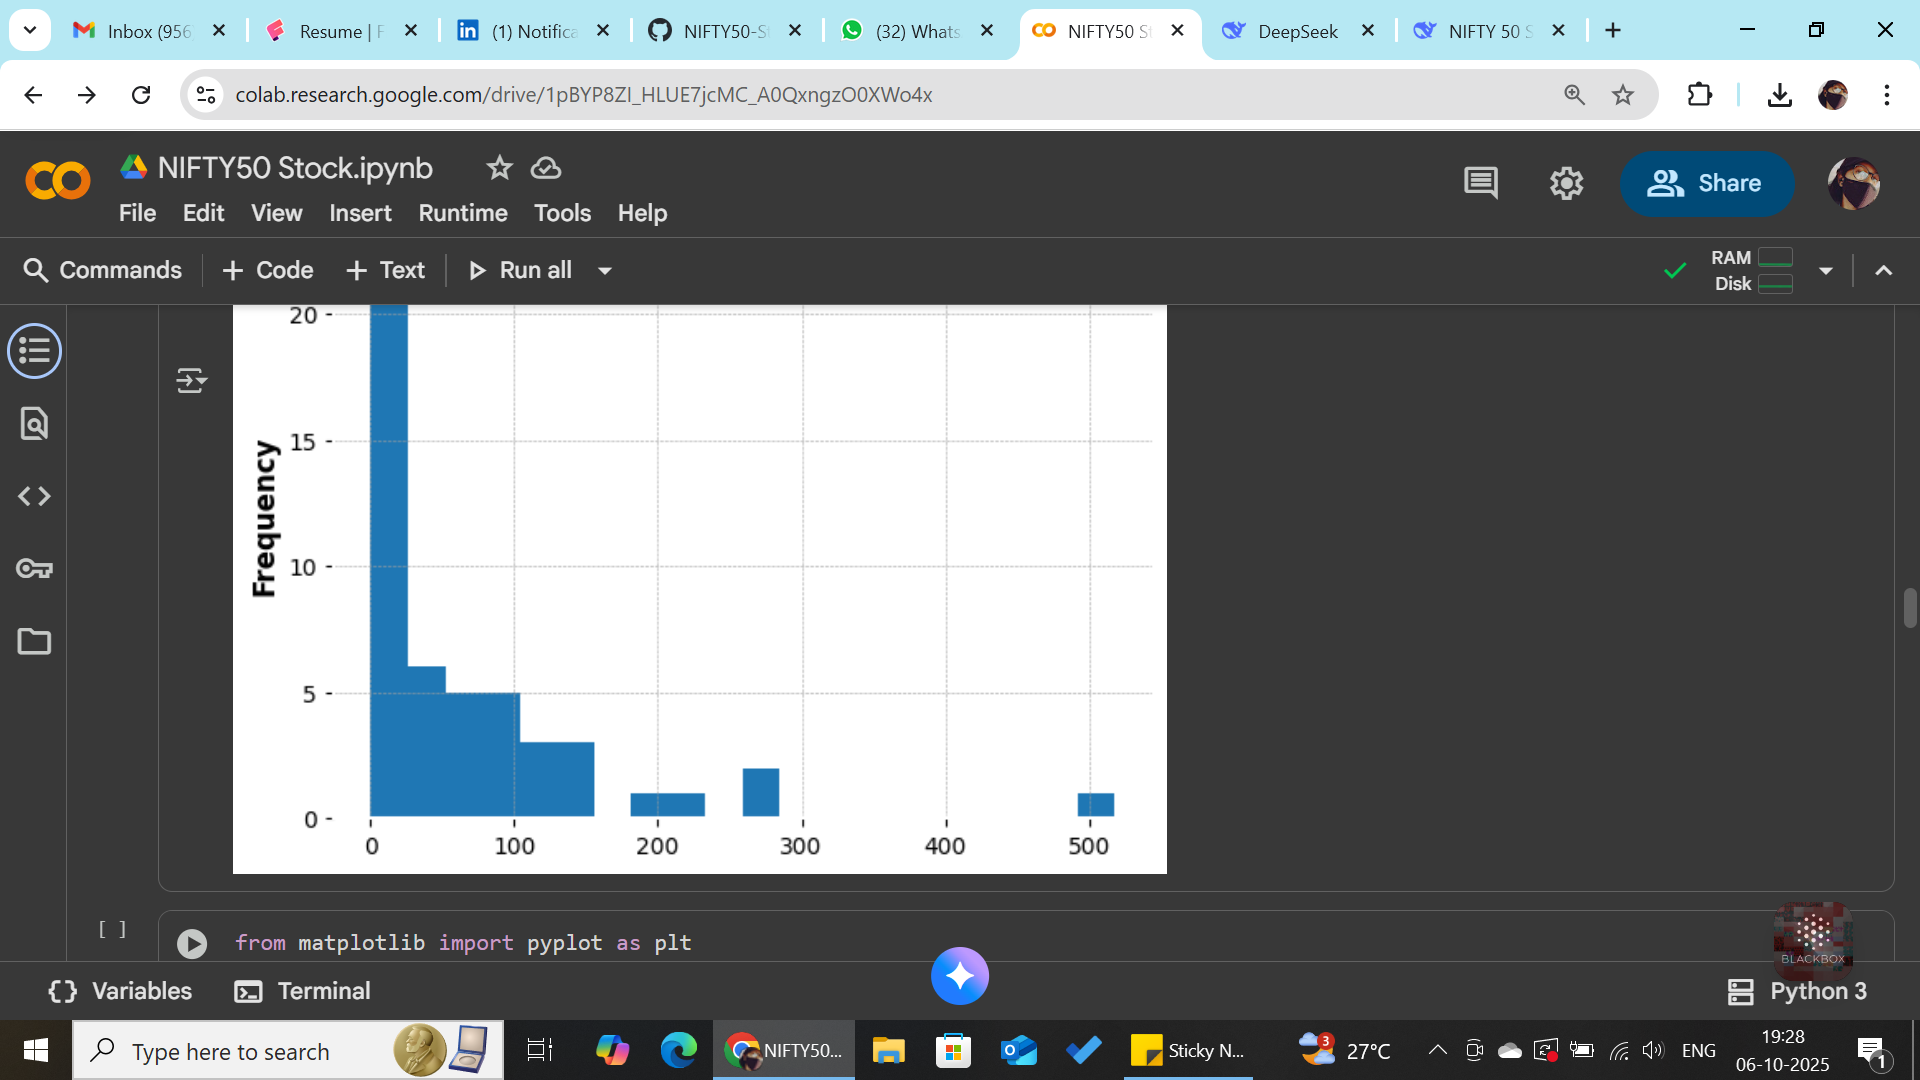 Inbox (956
Resume | F
(1) Notifica
NIFTY50-S
(32) Whats
NIFTY50 S
DeepSeek
NIFTY 50 S
colab.research.google.com/drive/1pBYP8ZI_HLUE7jcMC_A0QxngzO0XWo4x
NIFTY50 Stock.ipynb
File Edit View Insert Runtime Tools Help
Share
Commands + Code + Text Run all
RAM
Disk
Frequency
20
15
10
5
0
0 100 200 300 400 500
[ ]
from matplotlib import pyplot as plt
BLACKBOX
Variables Terminal
Python 3
Type here to search
NIFTY50...
Sticky N...
3
27°C
ENG
19:28
06-10-2025
1